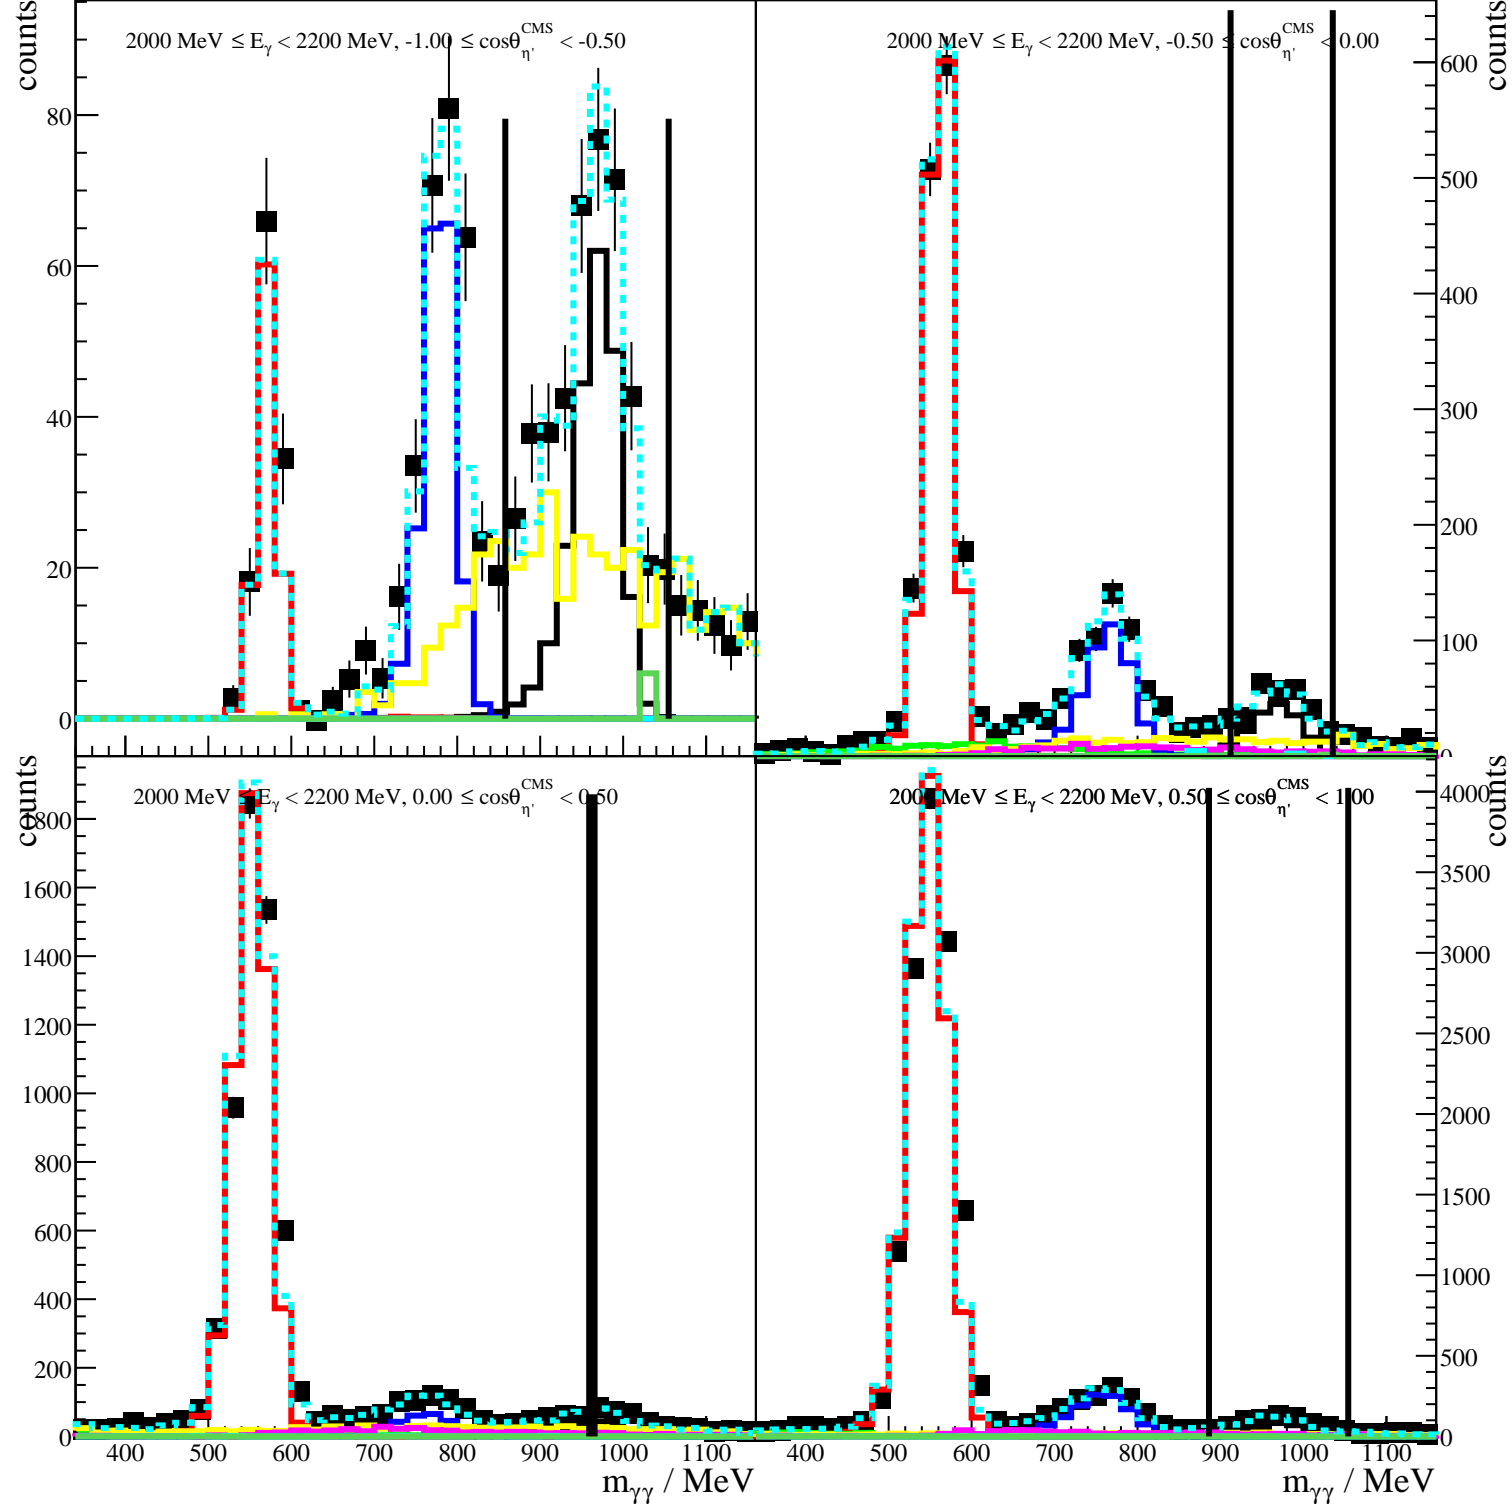 counts
2000 MeV ≤ Eγ < 2200 MeV, -1.00 ≤ cosθη'CMS < -0.50
80
60
40
20
0
counts
2000 MeV ≤ Eγ < 2200 MeV, -0.50 ≤ cosθη'CMS < 0.00
600
500
400
300
200
100
counts
2000 MeV ≤ Eγ < 2200 MeV, 0.00 ≤ cosθη'CMS < 0.50
1800
1600
1400
1200
1000
800
600
400
200
0
400 500 600 700 800 900 1000 1100
mγγ / MeV
counts
2000 MeV ≤ Eγ < 2200 MeV, 0.50 ≤ cosθη'CMS < 1.00
4000
3500
3000
2500
2000
1500
1000
500
0
400 500 600 700 800 900 1000 1100
mγγ / MeV